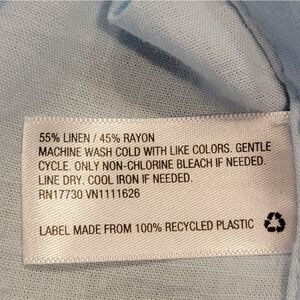 55% LINEN / 45% RAYON
MACHINE WASH COLD WITH LIKE COLORS. GENTLE
CYCLE. ONLY NON-CHLORINE BLEACH IF NEEDED.
LINE DRY. COOL IRON IF NEEDED.
RN17730 VN1111626
LABEL MADE FROM 100% RECYCLED PLASTIC